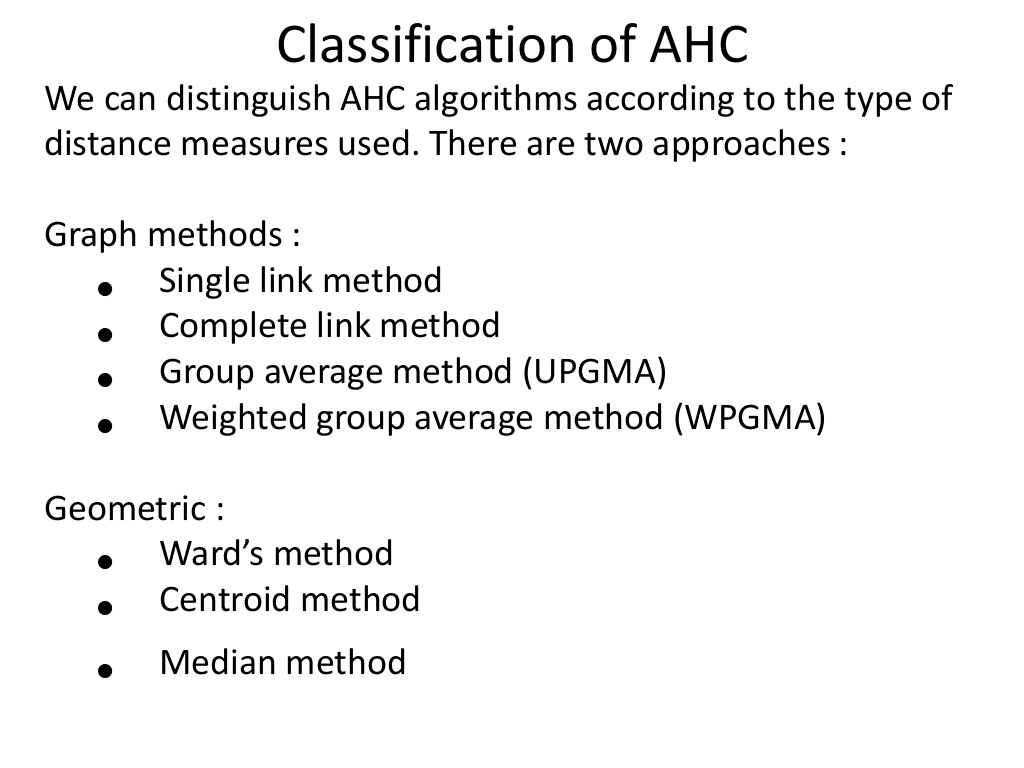 Classification of AHC
We can distinguish AHC algorithms according to the type of
distance measures used. There are two approaches :
Graph methods :
• Single link method
• Complete link method
• Group average method (UPGMA)
• Weighted group average method (WPGMA)
Geometric :
• Ward’s method
• Centroid method
• Median method